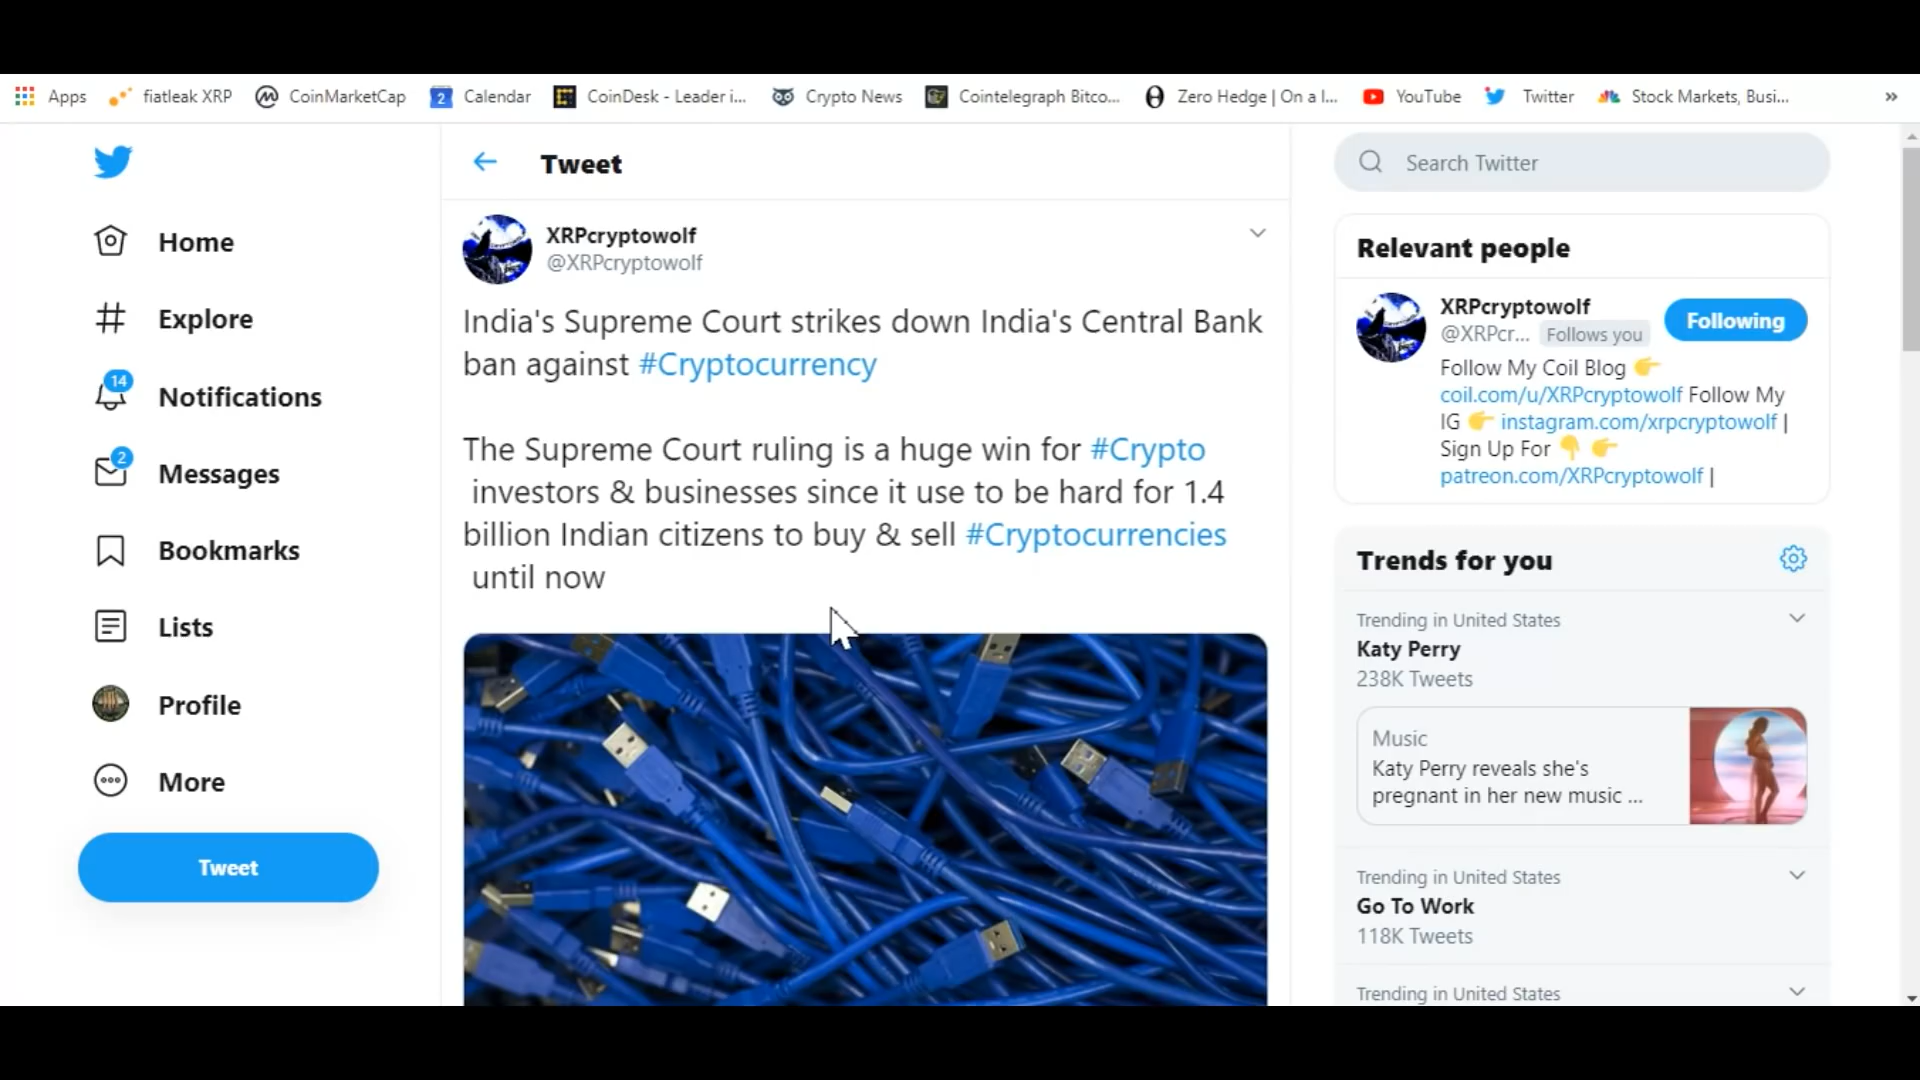 Apps fiatleak XRP CoinMarketCap 2 Calendar CoinDesk - Leader i... Crypto News Cointelegraph Bitco... Zero Hedge | On a l... YouTube Twitter Stock Markets, Busi... »
Home
Explore
14
Notifications
2
Messages
Bookmarks
Lists
Profile
More
Tweet
Tweet
XRPcryptowolf
@XRPcryptowolf
India's Supreme Court strikes down India's Central Bank
ban against #Cryptocurrency
The Supreme Court ruling is a huge win for #Crypto
investors & businesses since it use to be hard for 1.4
billion Indian citizens to buy & sell #Cryptocurrencies
until now
Search Twitter
Relevant people
XRPcryptowolf
@XRPcr... Follows you
Following
Follow My Coil Blog 👉
coil.com/u/XRPcryptowolf Follow My
IG 👉 instagram.com/xrpcryptowolf |
Sign Up For 👇 👉
patreon.com/XRPcryptowolf |
Trends for you
Trending in United States
Katy Perry
238K Tweets
Music
Katy Perry reveals she's
pregnant in her new music ...
Trending in United States
Go To Work
118K Tweets
Trending in United States